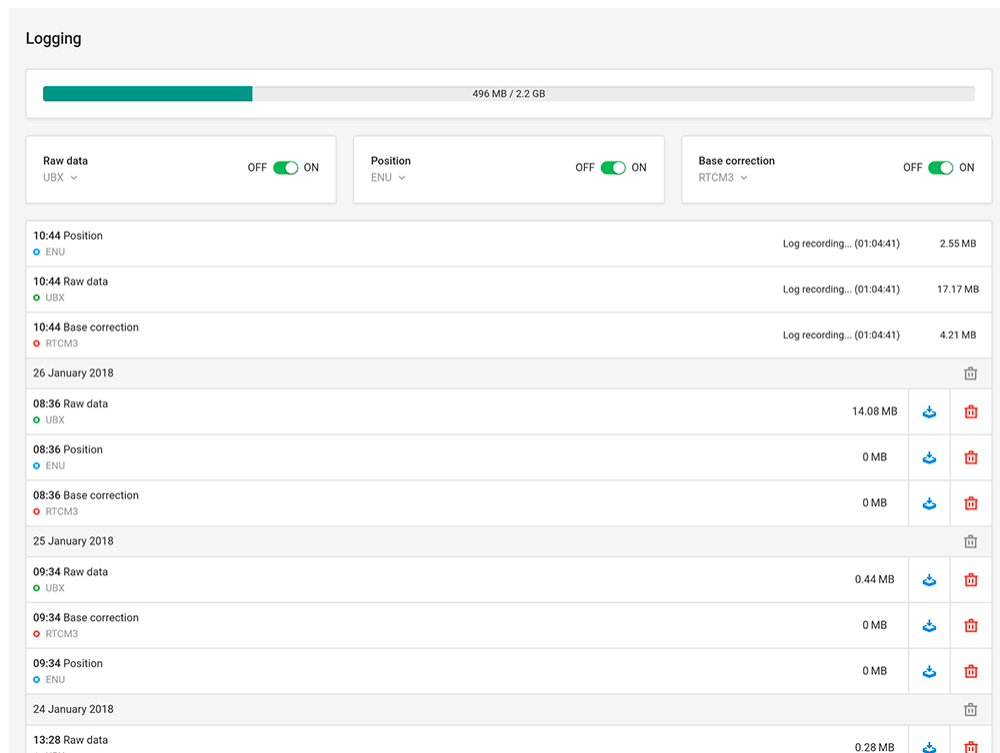 Logging
496 MB / 2.2 GB
Raw data
UBX
OFF ON
Position
ENU
OFF ON
Base correction
RTCM3
OFF ON
10:44 Position
ENU
Log recording... (01:04:41) 2.55 MB
10:44 Raw data
UBX
Log recording... (01:04:41) 17.17 MB
10:44 Base correction
RTCM3
Log recording... (01:04:41) 4.21 MB
26 January 2018
08:36 Raw data
UBX
14.08 MB
08:36 Position
ENU
0 MB
08:36 Base correction
RTCM3
0 MB
25 January 2018
09:34 Raw data
UBX
0.44 MB
09:34 Base correction
RTCM3
0 MB
09:34 Position
ENU
0 MB
24 January 2018
13:28 Raw data
0.28 MB